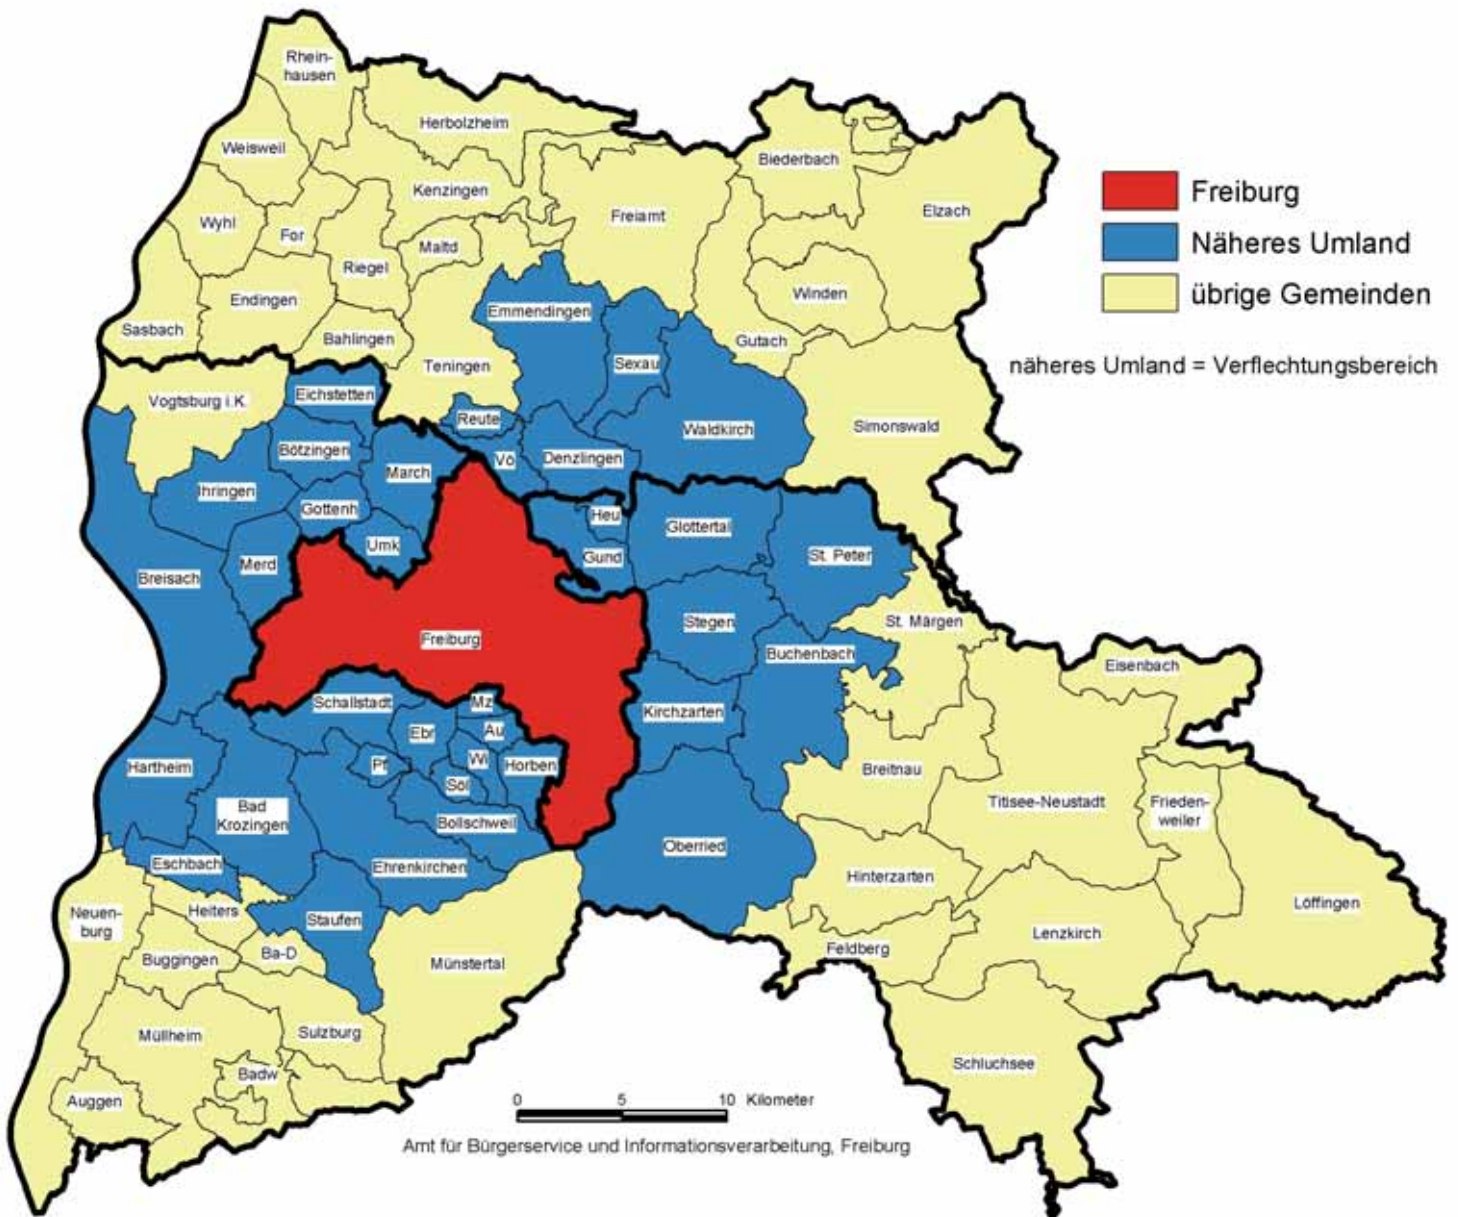 Rhein-
hausen
Herbolzheim
Weisweil
Biederbach
Kenzingen
Elzach
Freiamt
Wyhl
For
Maltd
Riegel
Endingen
Winden
Emmendingen
Sasbach
Bahlingen
Gutach
Teningen
Sexau
Vogtsburg i.K.
Eichstetten
Reute
Waldkirch
Simonswald
Bötzingen
Vö
Denzlingen
March
Ihringen
Gottenh
Heu
Glottertal
Umk
Gund
St. Peter
Merd
Breisach
Stegen
St. Märgen
Freiburg
Buchenbach
Eisenbach
Schallstadt
Mz
Kirchzarten
Ebr
Au
Hartheim
Pf
Wi
Horben
Breitnau
Söl
Titisee-Neustadt
Frieden-
weiler
Bad
Krozingen
Bollschweil
Oberried
Eschbach
Ehrenkirchen
Hinterzarten
Löffingen
Neuen-
burg
Heiters
Staufen
Lenzkirch
Feldberg
Buggingen
Ba-D
Münstertal
Müllheim
Sulzburg
Schluchsee
Badw
Auggen
Freiburg
Näheres Umland
übrige Gemeinden
näheres Umland = Verflechtungsbereich
0 5 10 Kilometer
Amt für Bürgerservice und Informationsverarbeitung, Freiburg